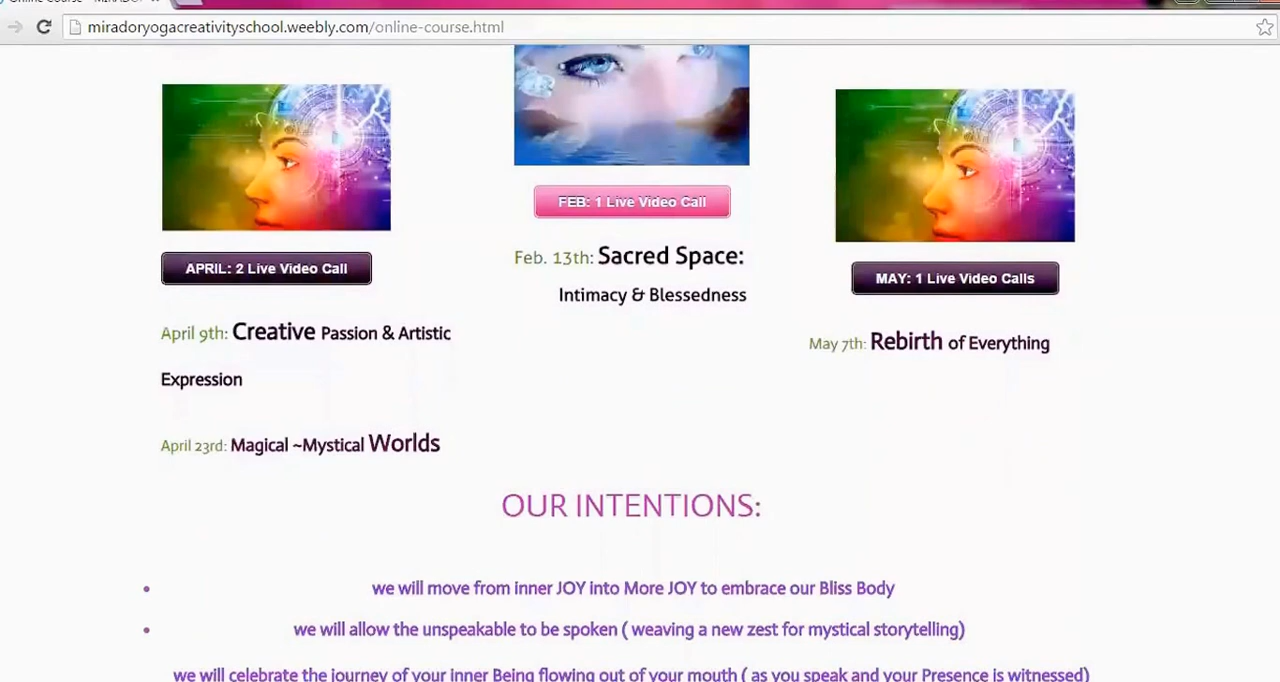 miradoryogacreativityschool.weebly.com/online-course.html
APRIL: 2 Live Video Call
April 9th: Creative Passion & Artistic
Expression
April 23rd: Magical ~Mystical Worlds
FEB: 1 Live Video Call
Feb. 13th: Sacred Space:
Intimacy & Blessedness
MAY: 1 Live Video Calls
May 7th: Rebirth of Everything
OUR INTENTIONS:
• we will move from inner JOY into More JOY to embrace our Bliss Body
• we will allow the unspeakable to be spoken ( weaving a new zest for mystical storytelling)
we will celebrate the journey of your inner Being flowing out of your mouth ( as you speak and your Presence is witnessed)